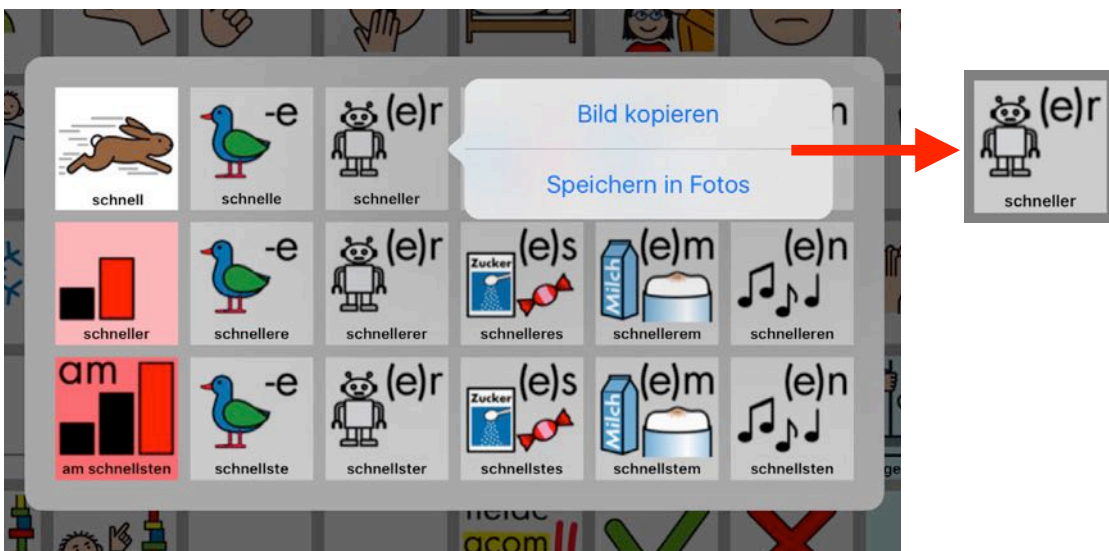 -e (e)r n
Bild kopieren
Speichern in Fotos
schnell schnelle schneller
(e)r
schneller
-e (e)r (e)s (e)m (e)n
Zucker Milch
schneller schnellere schnellerer schnelleres schnellerem schnelleren
am -e (e)r (e)s (e)m (e)n
Zucker Milch
am schnellsten schnellste schnellster schnellstes schnellstem schnellsten
ge